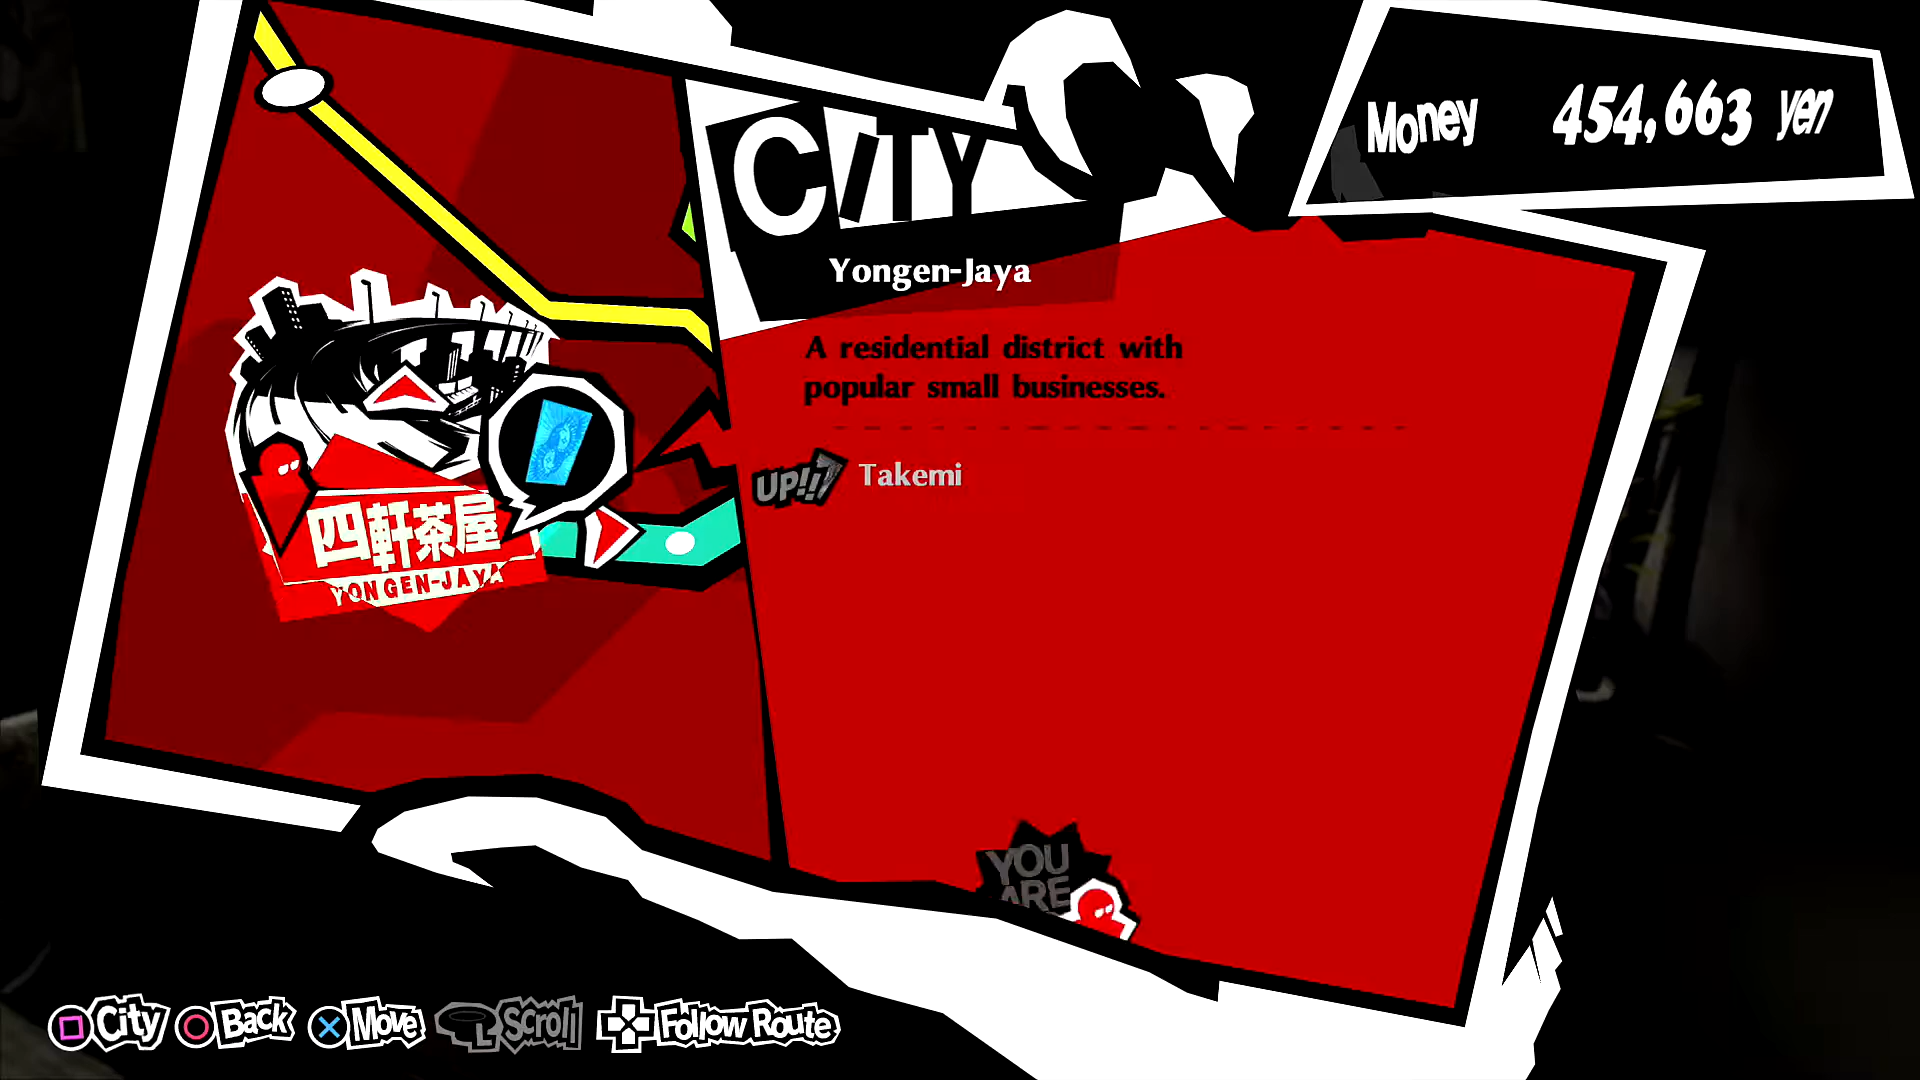 Money 454,663 yen
CITY
Yongen-Jaya
A residential district with
popular small businesses.
UP!! Takemi
四軒茶屋
YONGEN-JAYA
YOU
ARE
City Back Move L Scroll Follow Route